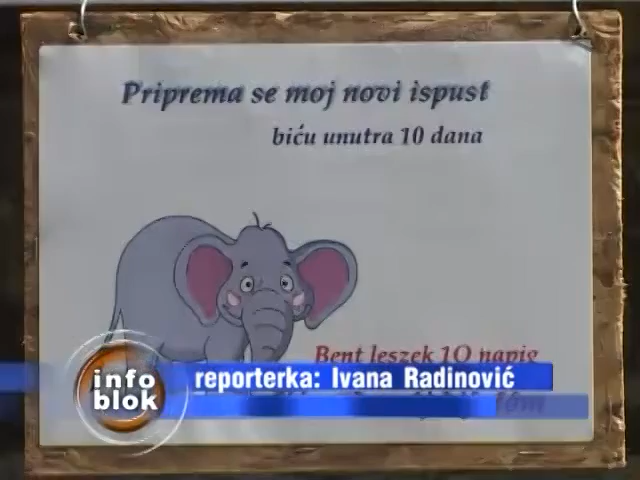 Priprema se moj novi ispust
biću unutra 10 dana
Bent leszek 10 napig
reporterka: Ivana Radinović
info
blok